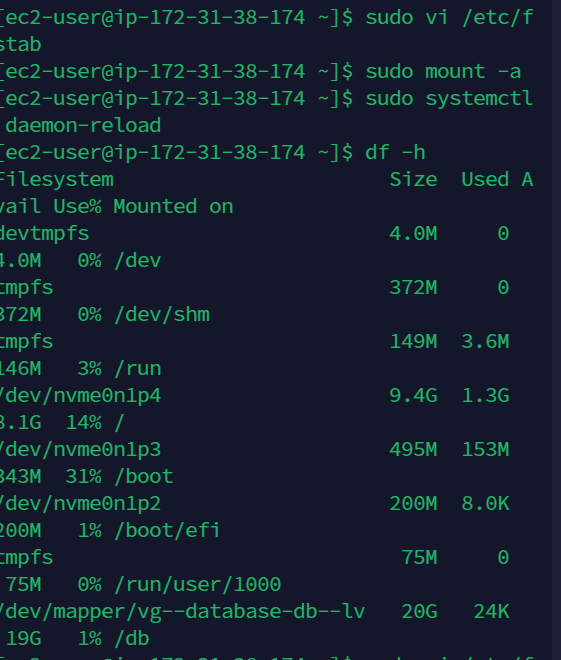 [ec2-user@ip-172-31-38-174 ~]$ sudo vi /etc/f
stab
[ec2-user@ip-172-31-38-174 ~]$ sudo mount -a
[ec2-user@ip-172-31-38-174 ~]$ sudo systemctl
 daemon-reload
[ec2-user@ip-172-31-38-174 ~]$ df -h
Filesystem                       Size  Used A
vail Use% Mounted on
devtmpfs                         4.0M     0
4.0M   0% /dev
tmpfs                            372M     0
372M   0% /dev/shm
tmpfs                            149M  3.6M
146M   3% /run
/dev/nvme0n1p4                   9.4G  1.3G
8.1G  14% /
/dev/nvme0n1p3                   495M  153M
343M  31% /boot
/dev/nvme0n1p2                   200M  8.0K
200M   1% /boot/efi
tmpfs                             75M     0
 75M   0% /run/user/1000
/dev/mapper/vg--database-db--lv   20G   24K
 19G   1% /db